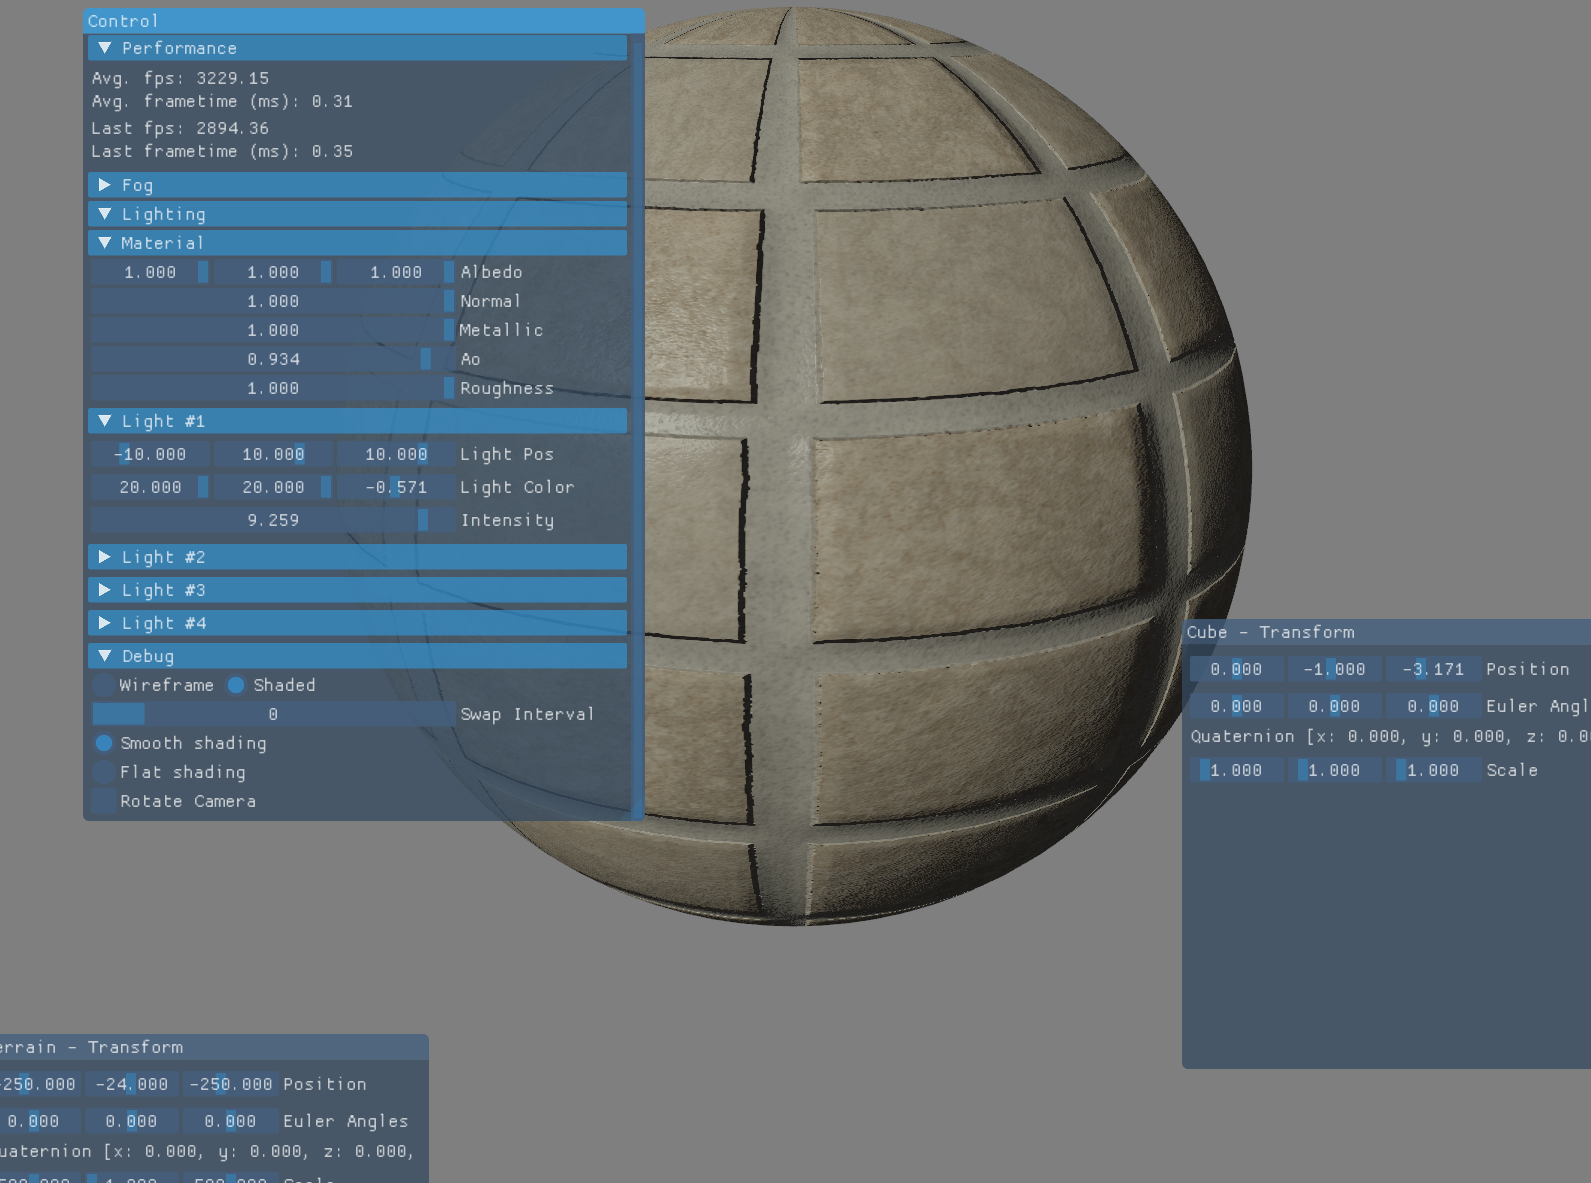 Control
Performance
Avg. fps: 3229.15
Avg. frametime (ms): 0.31
Last fps: 2894.36
Last frametime (ms): 0.35
Fog
Lighting
Material
1.000 1.000 1.000 Albedo
1.000 Normal
1.000 Metallic
0.934 Ao
1.000 Roughness
Light #1
-10.000 10.000 10.000 Light Pos
20.000 20.000 -0.571 Light Color
9.259 Intensity
Light #2
Light #3
Light #4
Debug
Wireframe Shaded
0 Swap Interval
Smooth shading
Flat shading
Rotate Camera
Cube - Transform
0.000 -1.000 -3.171 Position
0.000 0.000 0.000 Euler Angl
Quaternion [x: 0.000, y: 0.000, z: 0.0
1.000 1.000 1.000 Scale
errain - Transform
-250.000 -24.000 -250.000 Position
0.000 0.000 0.000 Euler Angles
uaternion [x: 0.000, y: 0.000, z: 0.000,
500.000 1.000 500.000 Scale